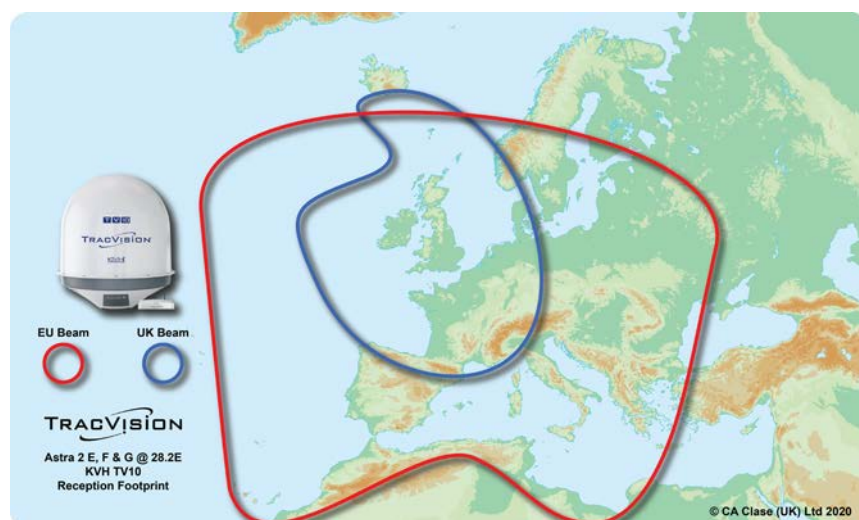 TV10
TRACVISION
EU Beam
UK Beam
TRACVISION
Astra 2 E, F & G @ 28.2E
KVH TV10
Reception Footprint
© CA Clase (UK) Ltd 2020